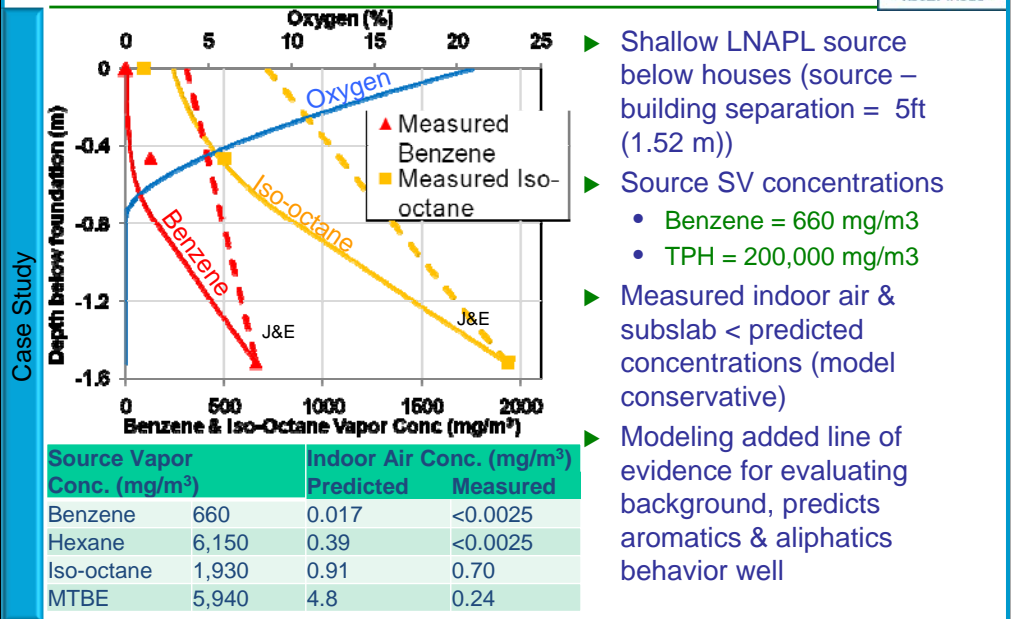 Case Study
Oxygen (%)
0 5 10 15 20 25
Depth below foundation (m)
0
-0.4
-0.8
-1.2
-1.6
Oxygen
Measured
Benzene
Measured Iso-
octane
Iso-octane
Benzene
J&E
J&E
0 500 1000 1500 2000
Benzene & Iso-Octane Vapor Conc (mg/m³)
Source Vapor Indoor Air Conc. (mg/m³)
Conc. (mg/m³) Predicted Measured
Benzene 660 0.017 <0.0025
Hexane 6,150 0.39 <0.0025
Iso-octane 1,930 0.91 0.70
MTBE 5,940 4.8 0.24
► Shallow LNAPL source
below houses (source –
building separation = 5ft
(1.52 m))
► Source SV concentrations
• Benzene = 660 mg/m3
• TPH = 200,000 mg/m3
► Measured indoor air &
subslab < predicted
concentrations (model
conservative)
► Modeling added line of
evidence for evaluating
background, predicts
aromatics & aliphatics
behavior well